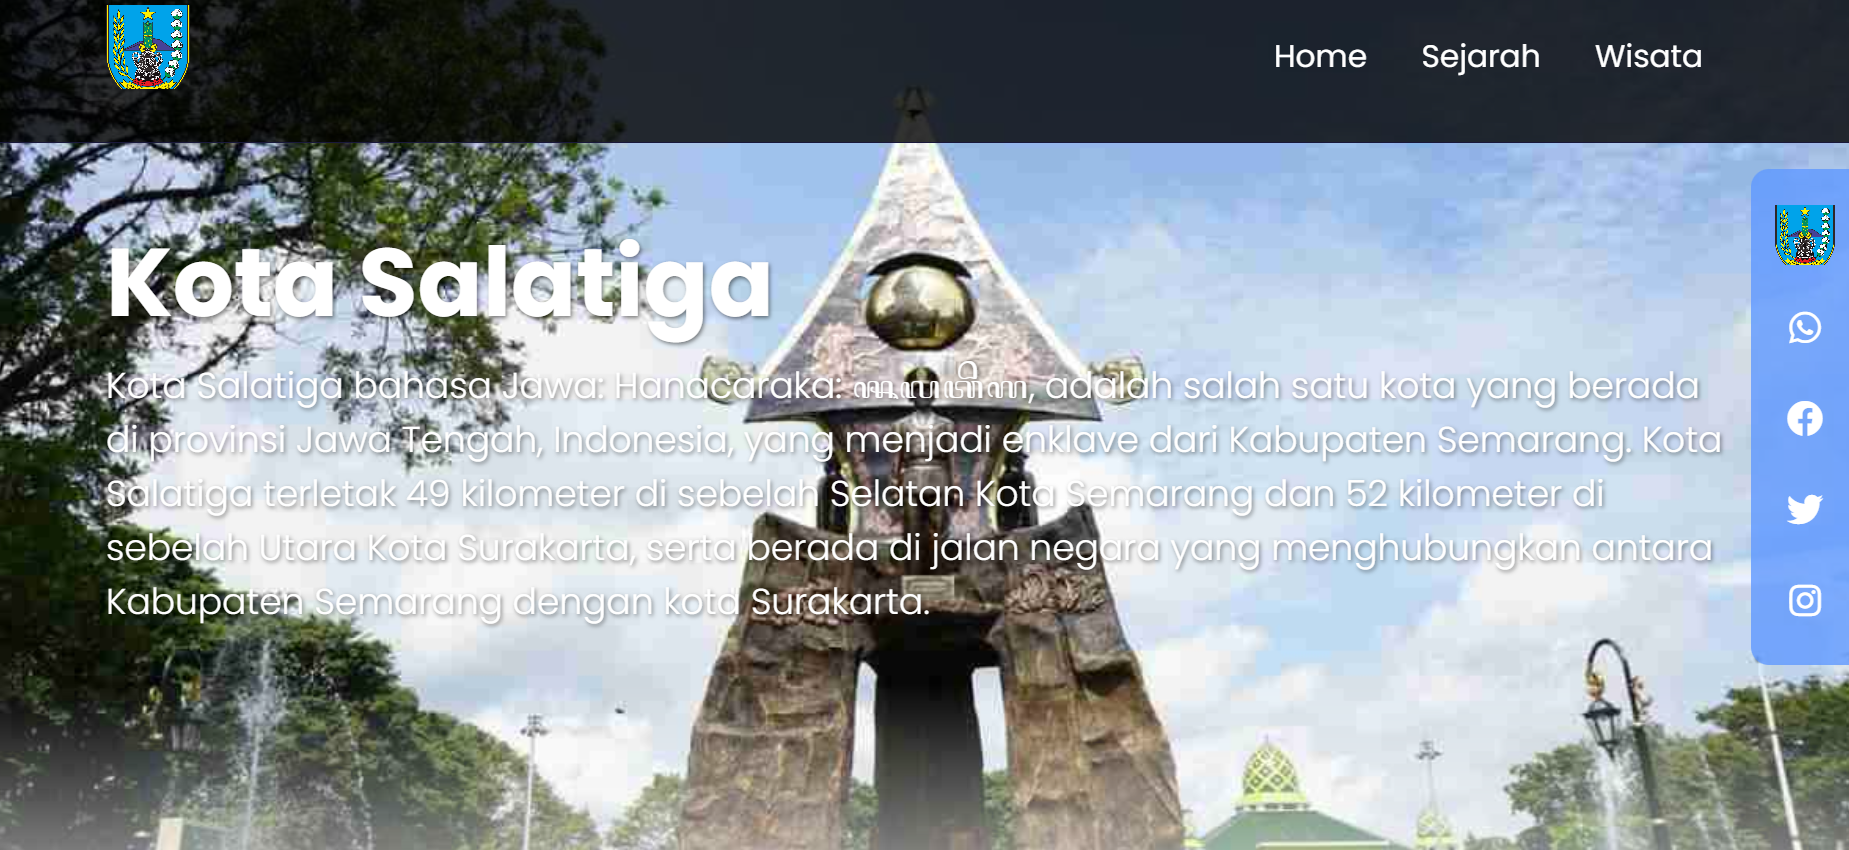 Home Sejarah Wisata
Kota Salatiga
Kota Salatiga bahasa Jawa: Hanacaraka: ꦱꦭꦠꦶꦒ, adalah salah satu kota yang berada
di provinsi Jawa Tengah, Indonesia, yang menjadi enklave dari Kabupaten Semarang. Kota
Salatiga terletak 49 kilometer di sebelah Selatan Kota Semarang dan 52 kilometer di
sebelah Utara Kota Surakarta, serta berada di jalan negara yang menghubungkan antara
Kabupaten Semarang dengan kota Surakarta.